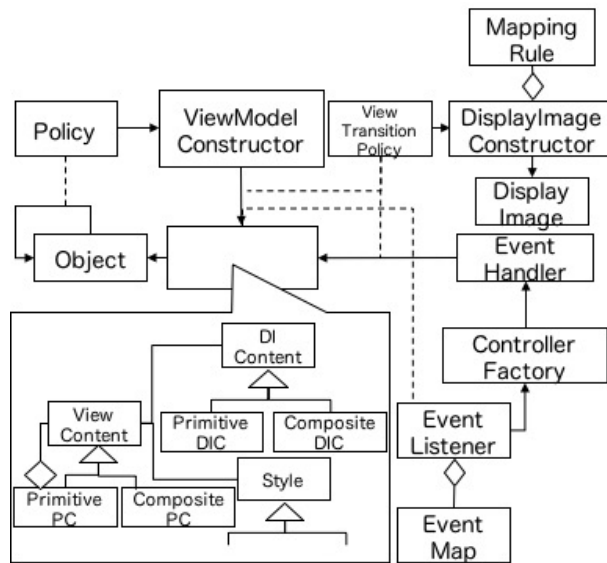 Mapping
Rule
Policy
ViewModel
Constructor
View
Transition
Policy
DisplayImage
Constructor
Display
Image
Object
Event
Handler
Controller
Factory
DI
Content
Primitive
DIC
Composite
DIC
View
Content
Primitive
PC
Composite
PC
Style
Event
Listener
Event
Map